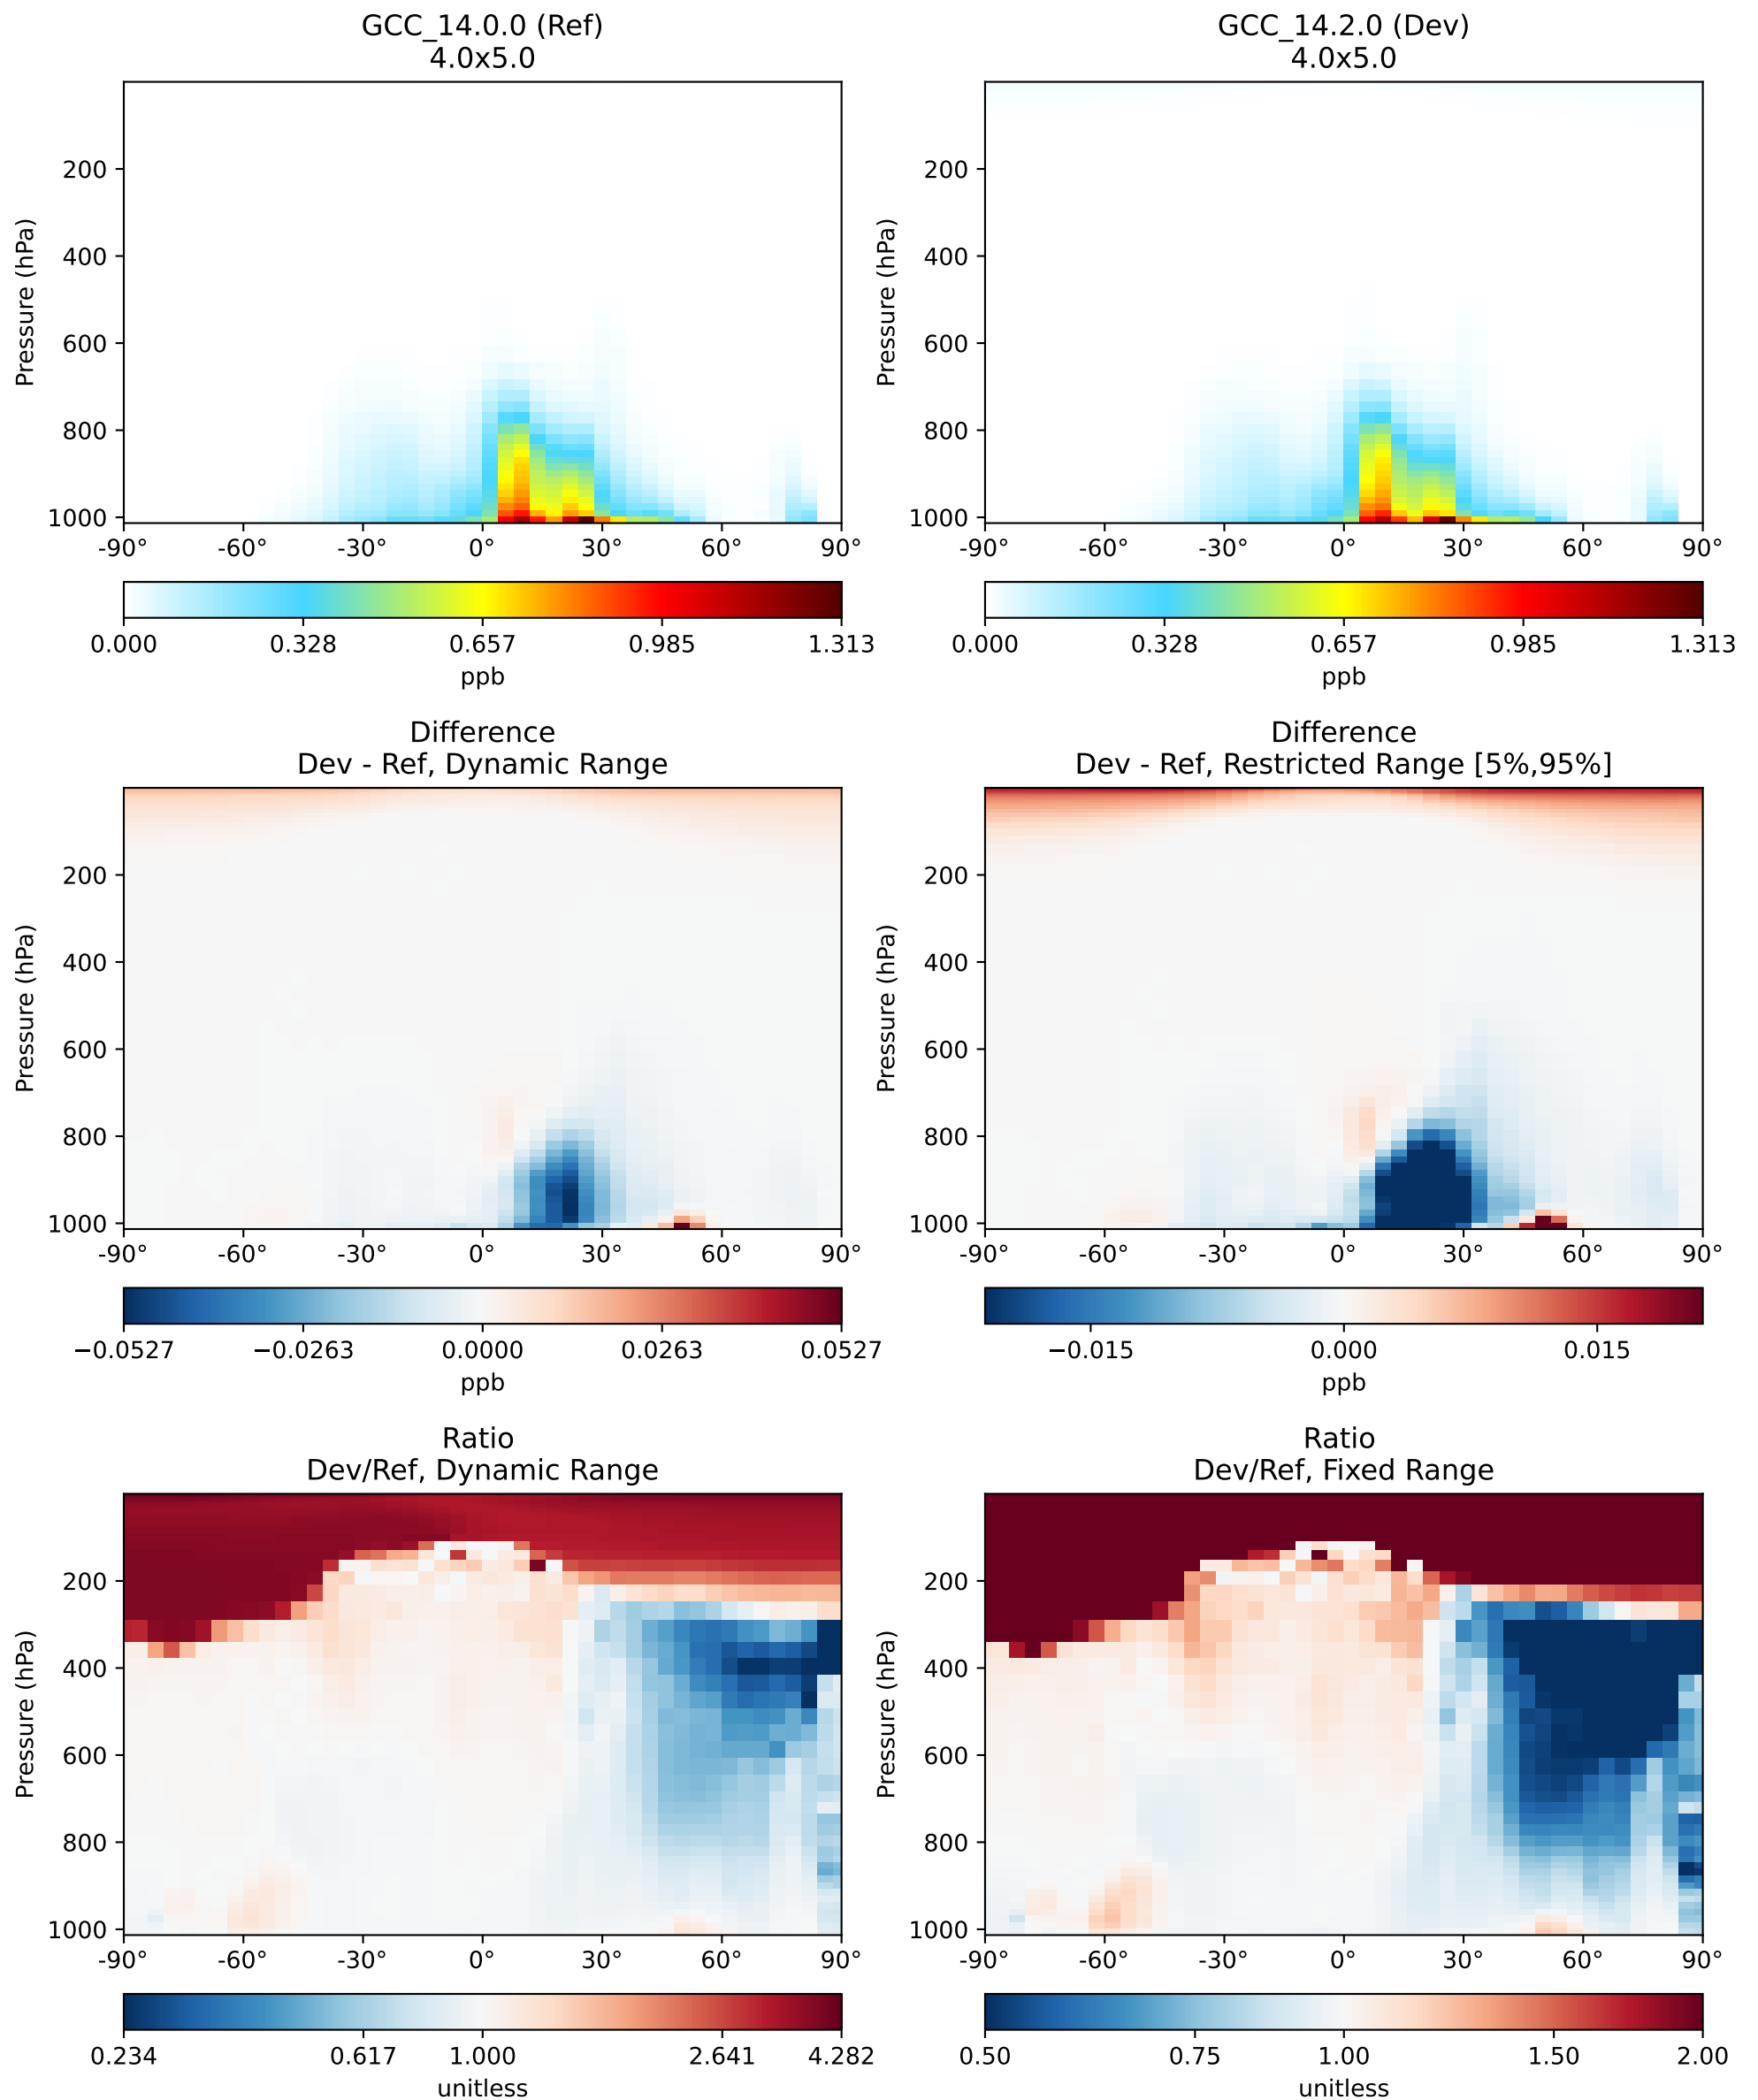 GCC_14.0.0 (Ref)
4.0x5.0
GCC_14.2.0 (Dev)
4.0x5.0
Pressure (hPa)
200
400
600
800
1000
-90° -60° -30° 0° 30° 60° 90°
0.000 0.328 0.657 0.985 1.313
ppb
Pressure (hPa)
200
400
600
800
1000
-90° -60° -30° 0° 30° 60° 90°
0.000 0.328 0.657 0.985 1.313
ppb
Difference
Dev - Ref, Dynamic Range
Difference
Dev - Ref, Restricted Range [5%,95%]
Pressure (hPa)
200
400
600
800
1000
-90° -60° -30° 0° 30° 60° 90°
−0.0527 −0.0263 0.0000 0.0263 0.0527
ppb
Pressure (hPa)
200
400
600
800
1000
-90° -60° -30° 0° 30° 60° 90°
−0.015 0.000 0.015
ppb
Ratio
Dev/Ref, Dynamic Range
Ratio
Dev/Ref, Fixed Range
Pressure (hPa)
200
400
600
800
1000
-90° -60° -30° 0° 30° 60° 90°
0.234 0.617 1.000 2.641 4.282
unitless
Pressure (hPa)
200
400
600
800
1000
-90° -60° -30° 0° 30° 60° 90°
0.50 0.75 1.00 1.50 2.00
unitless